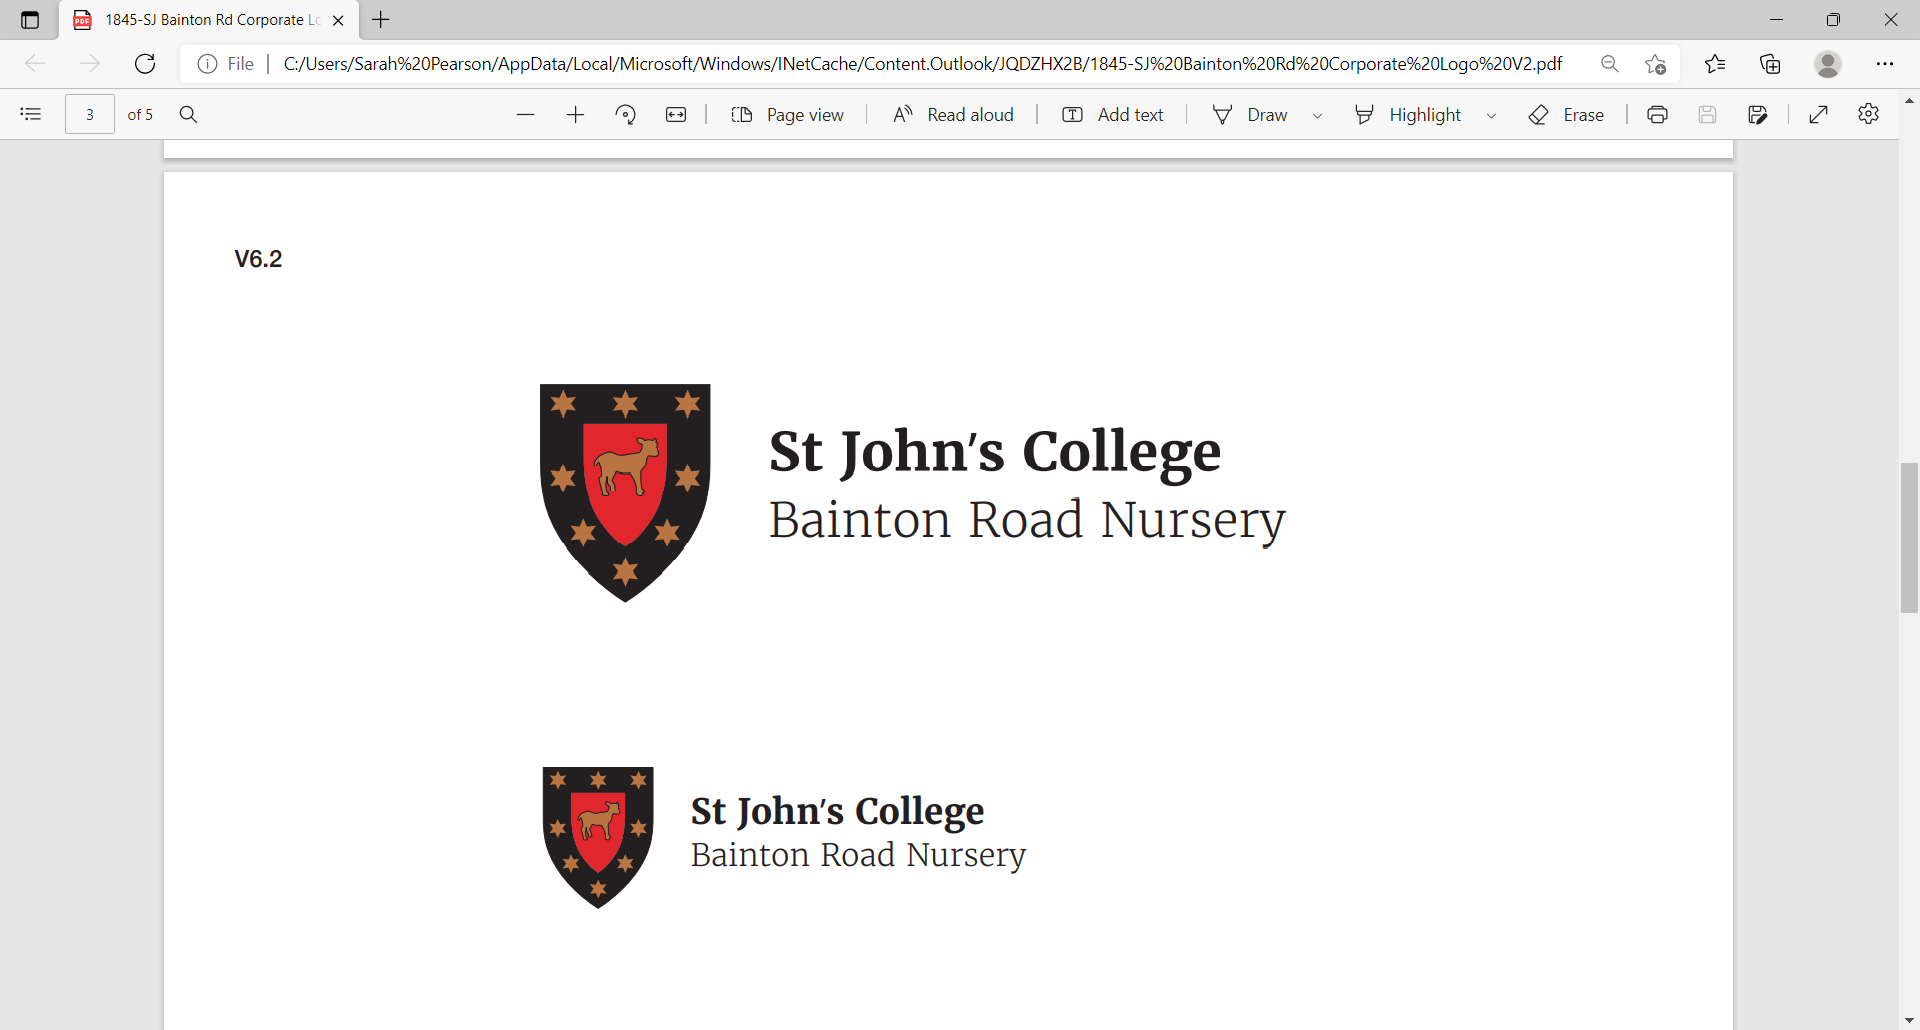 1845-SJ Bainton Rd Corporate Lo
File
C:/Users/Sarah%20Pearson/AppData/Local/Microsoft/Windows/INetCache/Content.Outlook/JQDZHX2B/1845-SJ%20Bainton%20Rd%20Corporate%20Logo%20V2.pdf
3 of 5 Page view Read aloud Add text Draw Highlight Erase
V6.2
St John's College
Bainton Road Nursery
St John's College
Bainton Road Nursery